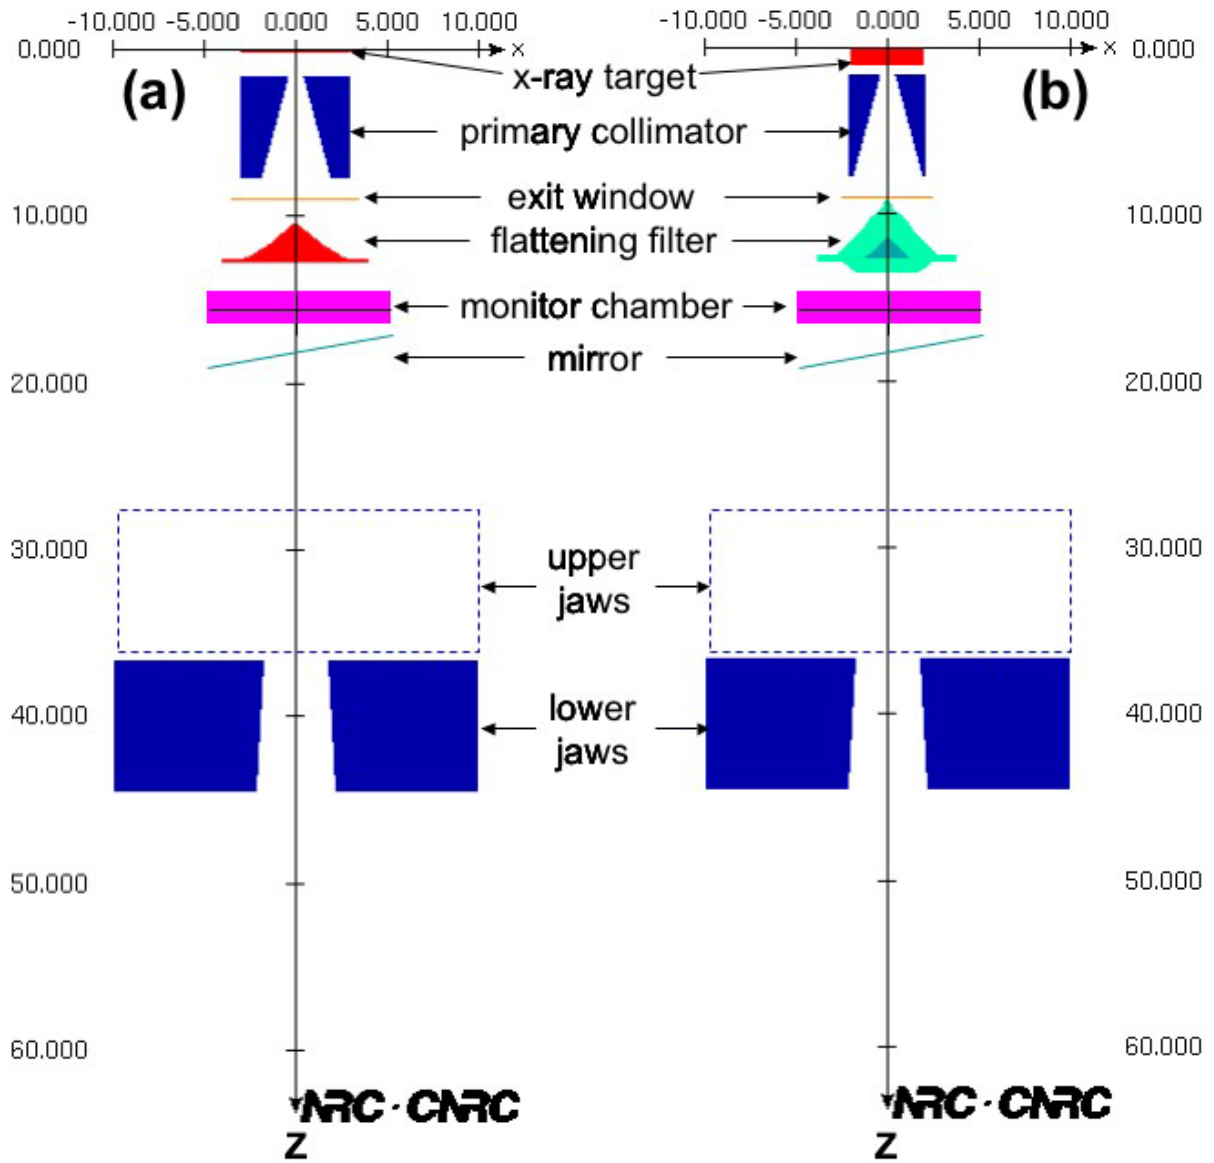 -10.000 -5.000 0.000 5.000 10.000
-10.000 -5.000 0.000 5.000 10.000
0.000 x
x 0.000
(a) x-ray target (b)
primary collimator
exit window
10.000 10.000
flattening filter
monitor chamber
mirror
20.000 20.000
30.000 30.000
upper
jaws
40.000 40.000
lower
jaws
50.000 50.000
60.000 60.000
NRC · CNRC NRC · CNRC
Z Z